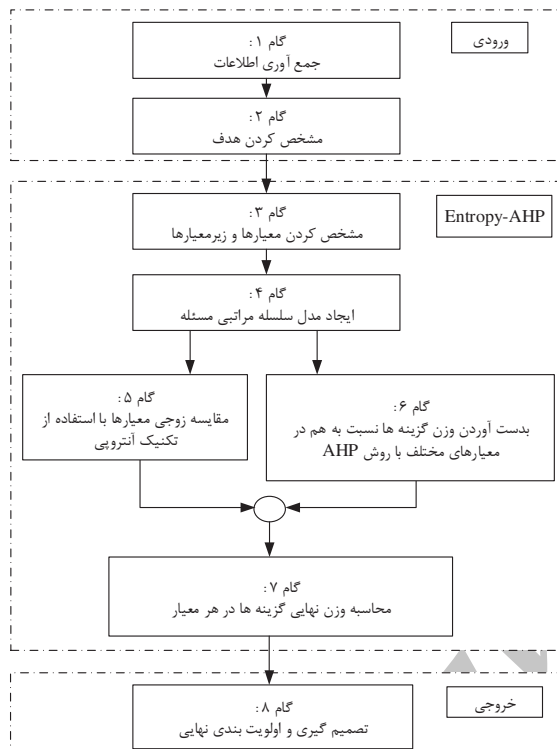 ورودی
گام ۱:
جمع آوری اطلاعات
گام ۲:
مشخص کردن هدف
Entropy-AHP
گام ۳:
مشخص کردن معیارها و زیرمعیارها
گام ۴:
ایجاد مدل سلسله مراتبی مسئله
گام ۵:
مقایسه زوجی معیارها با استفاده از
تکنیک آنتروپی
گام ۶:
بدست آوردن وزن گزینه ها نسبت به هم در
معیارهای مختلف با روش AHP
گام ۷:
محاسبه وزن نهایی گزینه ها در هر معیار
خروجی
گام ۸:
تصمیم گیری و اولویت بندی نهایی